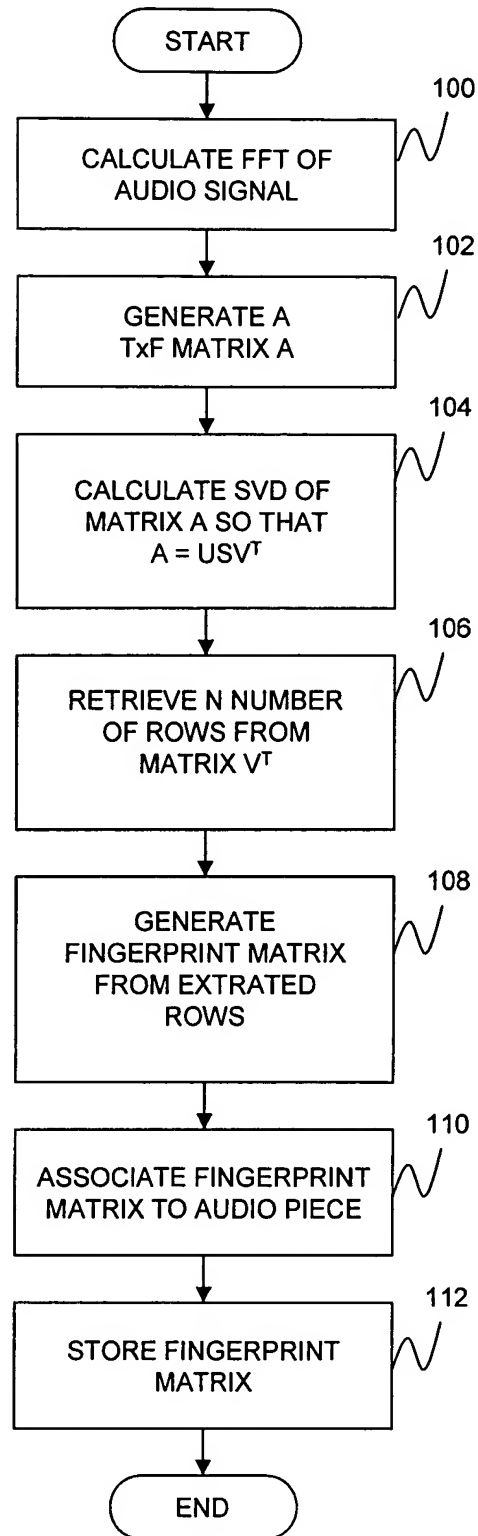 START
100
CALCULATE FFT OF
AUDIO SIGNAL
102
GENERATE A
TxF MATRIX A
104
CALCULATE SVD OF
MATRIX A SO THAT
A = USVᵀ
106
RETRIEVE N NUMBER
OF ROWS FROM
MATRIX Vᵀ
108
GENERATE
FINGERPRINT MATRIX
FROM EXTRATED
ROWS
110
ASSOCIATE FINGERPRINT
MATRIX TO AUDIO PIECE
112
STORE FINGERPRINT
MATRIX
END